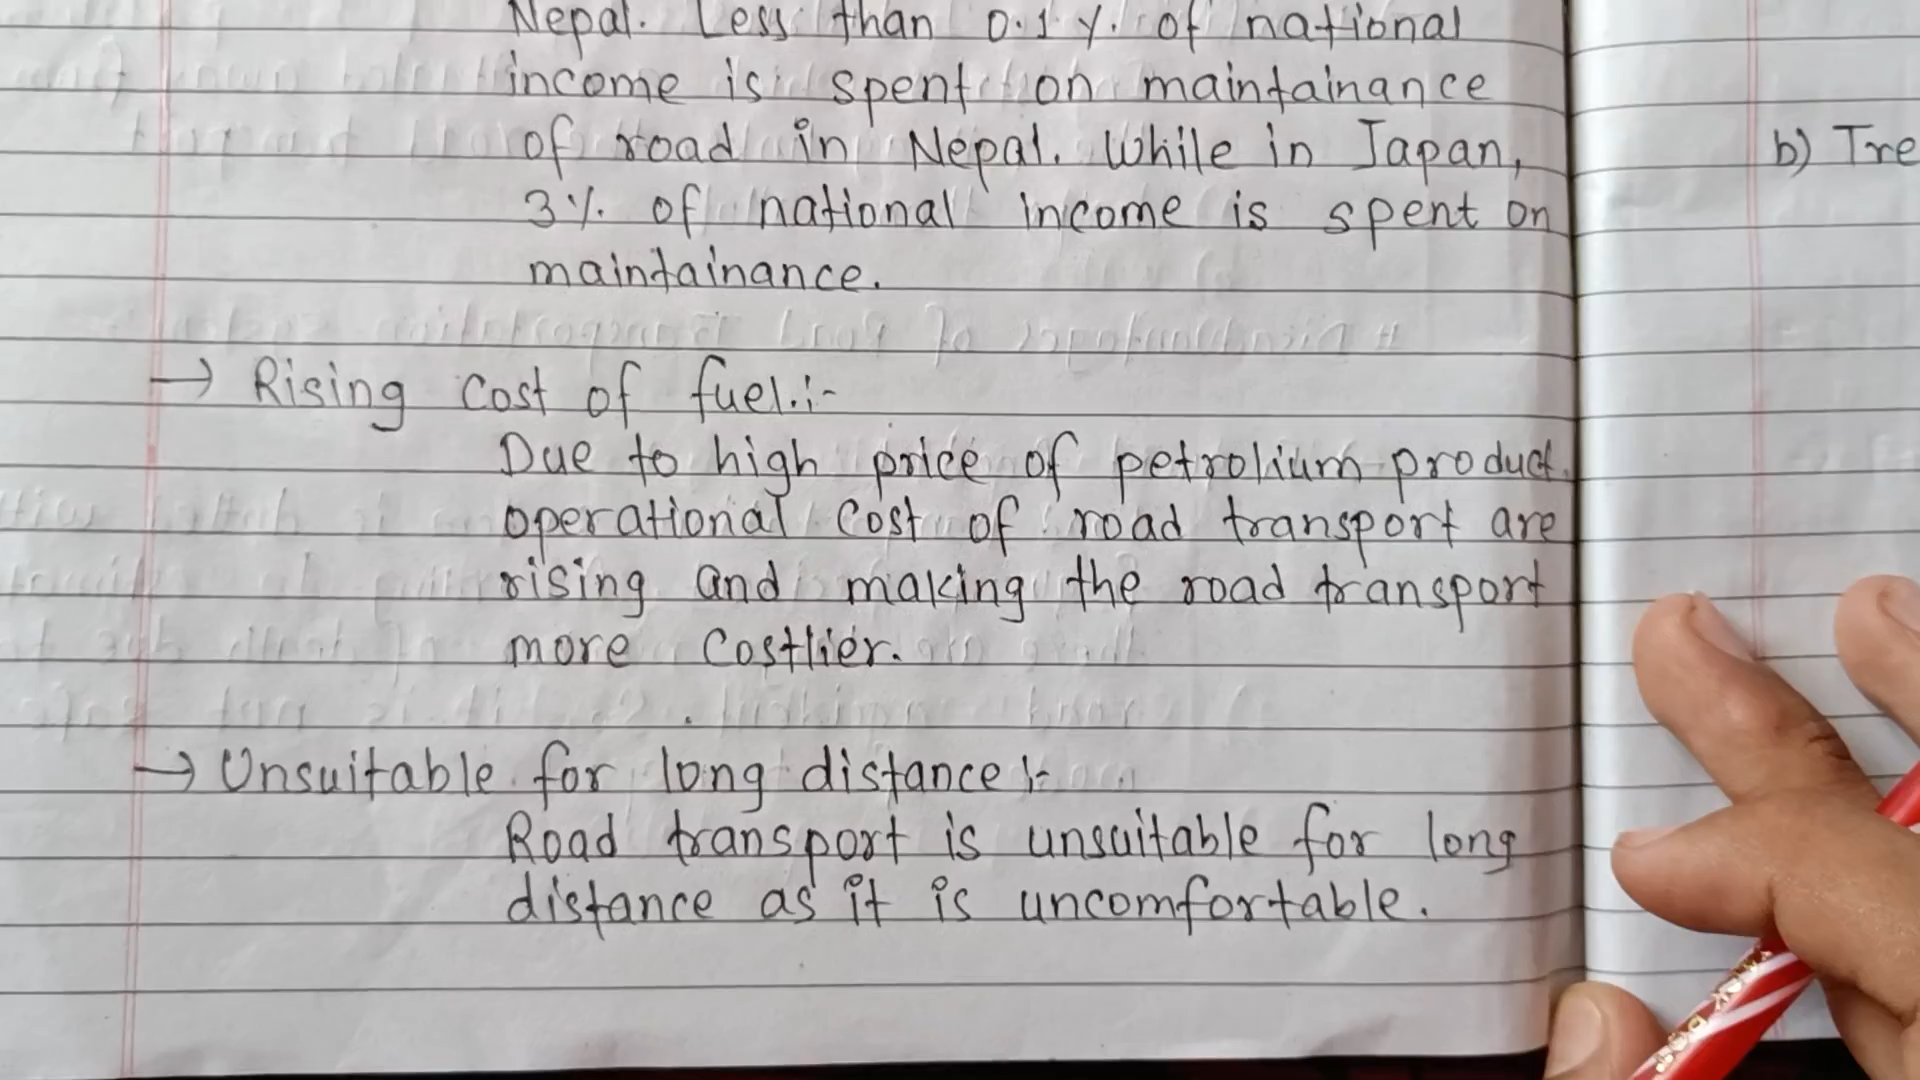 Nepal. Less than 0.1 %. of national
income is spent on maintainance
of road in Nepal. While in Japan,
3%. of national income is spent on
maintainance.
→ Rising Cost of fuel.:-
Due to high price of petrolium product.
operational Cost of road transport are
rising and making the road transport
more Costlier.
→ Unsuitable for long distance :-
Road transport is unsuitable for long
distance as it is uncomfortable.
b) Tre